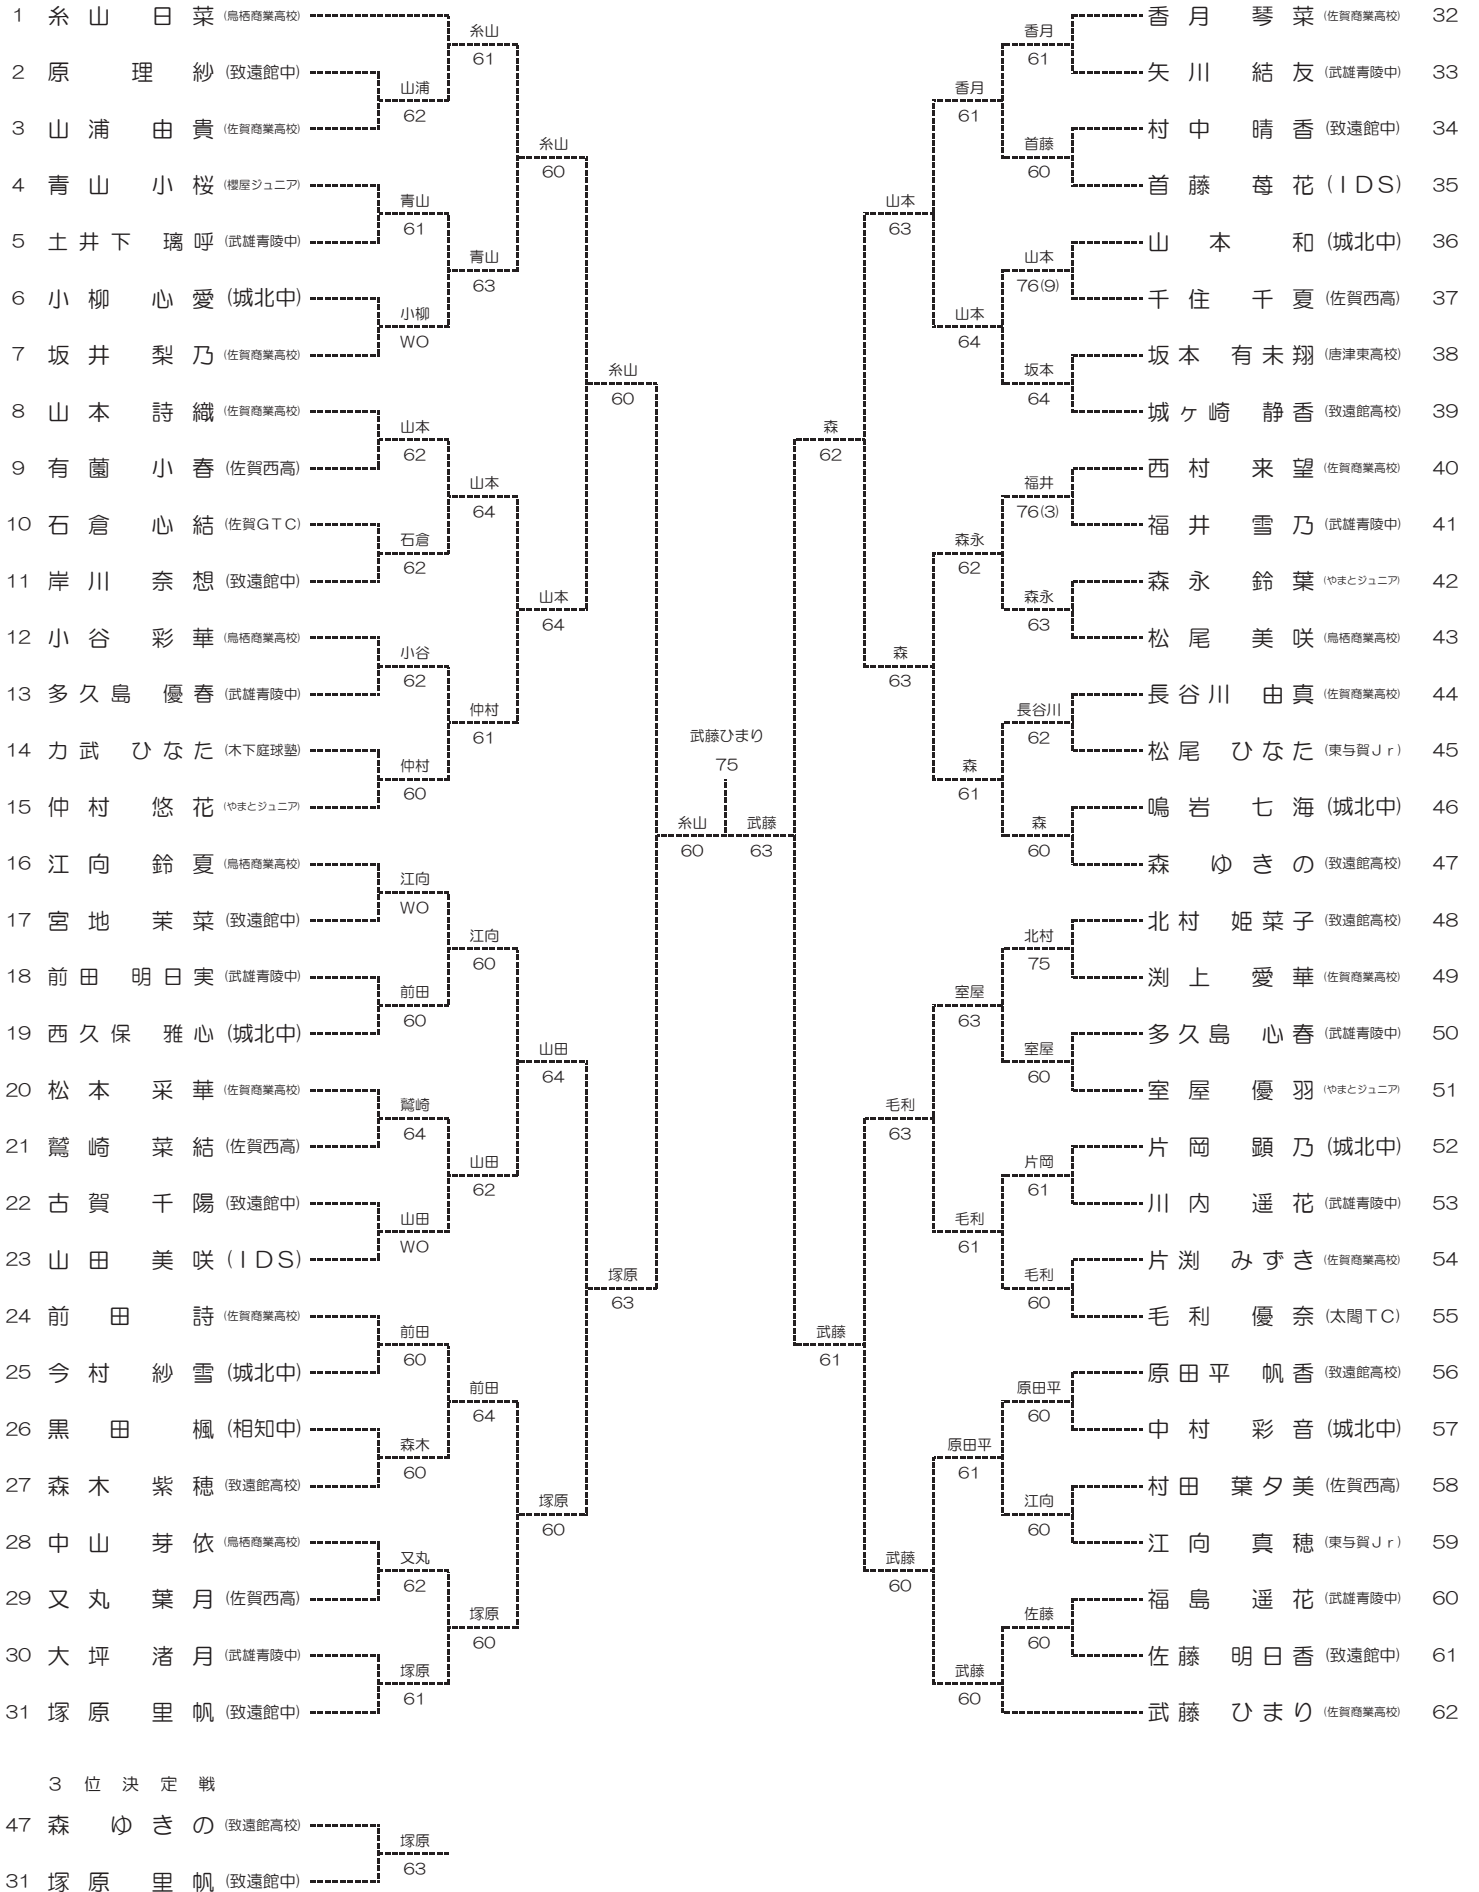 1 糸山 日菜 (鳥栖商業高校)
2 原 理紗 (致遠館中)
3 山浦 由貴 (佐賀商業高校)
4 青山 小桜 (櫻屋ジュニア)
5 土井下 璃呼 (武雄青陵中)
6 小柳 心愛 (城北中)
7 坂井 梨乃 (佐賀商業高校)
8 山本 詩織 (佐賀商業高校)
9 有薗 小春 (佐賀西高)
10 石倉 心結 (佐賀GTC)
11 岸川 奈想 (致遠館中)
12 小谷 彩華 (鳥栖商業高校)
13 多久島 優春 (武雄青陵中)
14 力武 ひなた (木下庭球塾)
15 仲村 悠花 (やまとジュニア)
16 江向 鈴夏 (鳥栖商業高校)
17 宮地 茉菜 (致遠館中)
18 前田 明日実 (武雄青陵中)
19 西久保 雅心 (城北中)
20 松本 采華 (佐賀商業高校)
21 鷲崎 菜結 (佐賀西高)
22 古賀 千陽 (致遠館中)
23 山田 美咲 (IDS)
24 前田 詩 (佐賀商業高校)
25 今村 紗雪 (城北中)
26 黒田 楓 (相知中)
27 森木 紫穂 (致遠館高校)
28 中山 芽依 (鳥栖商業高校)
29 又丸 葉月 (佐賀西高)
30 大坪 渚月 (武雄青陵中)
31 塚原 里帆 (致遠館中)
山浦
62
青山
61
小柳
WO
山本
62
石倉
62
小谷
62
仲村
60
江向
WO
前田
60
鷲崎
64
山田
WO
前田
60
森木
60
又丸
62
塚原
61
糸山
61
青山
63
山本
64
仲村
61
江向
60
山田
62
前田
64
塚原
60
糸山
60
山本
64
山田
64
塚原
60
糸山
60
塚原
63
糸山
60
武藤ひまり
75
武藤
63
森
62
武藤
61
山本
63
森
63
毛利
63
武藤
60
香月
61
山本
64
森永
62
森
61
室屋
63
毛利
61
原田平
61
武藤
60
香月
61
首藤
60
山本
76(9)
坂本
64
福井
76(3)
森永
63
長谷川
62
森
60
北村
75
室屋
60
片岡
61
毛利
60
原田平
60
江向
60
佐藤
60
香月 琴菜 (佐賀商業高校) 32
矢川 結友 (武雄青陵中) 33
村中 晴香 (致遠館中) 34
首藤 苺花 (IDS) 35
山本 和 (城北中) 36
千住 千夏 (佐賀西高) 37
坂本 有未翔 (唐津東高校) 38
城ヶ崎 静香 (致遠館高校) 39
西村 来望 (佐賀商業高校) 40
福井 雪乃 (武雄青陵中) 41
森永 鈴葉 (やまとジュニア) 42
松尾 美咲 (鳥栖商業高校) 43
長谷川 由真 (佐賀商業高校) 44
松尾 ひなた (東与賀Jr) 45
鳴岩 七海 (城北中) 46
森 ゆきの (致遠館高校) 47
北村 姫菜子 (致遠館高校) 48
渕上 愛華 (佐賀商業高校) 49
多久島 心春 (武雄青陵中) 50
室屋 優羽 (やまとジュニア) 51
片岡 顕乃 (城北中) 52
川内 遥花 (武雄青陵中) 53
片渕 みずき (佐賀商業高校) 54
毛利 優奈 (太閤TC) 55
原田平 帆香 (致遠館高校) 56
中村 彩音 (城北中) 57
村田 葉夕美 (佐賀西高) 58
江向 真穂 (東与賀Jr) 59
福島 遥花 (武雄青陵中) 60
佐藤 明日香 (致遠館中) 61
武藤 ひまり (佐賀商業高校) 62
3位決定戦
47 森 ゆきの (致遠館高校)
31 塚原 里帆 (致遠館中)
塚原
63